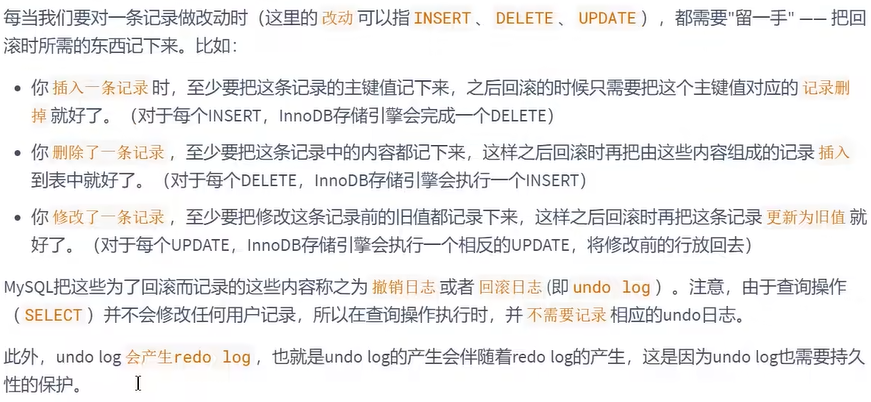 每当我们要对一条记录做改动时（这里的 改动 可以指 INSERT 、 DELETE 、 UPDATE ），都需要"留一手" —— 把回
滚时所需的东西记下来。比如：
• 你 插入一条记录 时，至少要把这条记录的主键值记下来，之后回滚的时候只需要把这个主键值对应的 记录删
掉 就好了。（对于每个INSERT，InnoDB存储引擎会完成一个DELETE）
• 你 删除了一条记录 ，至少要把这条记录中的内容都记下来，这样之后回滚时再把由这些内容组成的记录 插入
到表中就好了。（对于每个DELETE，InnoDB存储引擎会执行一个INSERT）
• 你 修改了一条记录 ，至少要把修改这条记录前的旧值都记录下来，这样之后回滚时再把这条记录 更新为旧值 就
好了。（对于每个UPDATE，InnoDB存储引擎会执行一个相反的UPDATE，将修改前的行放回去）
MySQL把这些为了回滚而记录的这些内容称之为 撤销日志 或者 回滚日志 (即 undo log ）。注意，由于查询操作
（ SELECT ）并不会修改任何用户记录，所以在查询操作执行时，并 不需要记录 相应的undo日志。
此外，undo log 会产生redo log ，也就是undo log的产生会伴随着redo log的产生，这是因为undo log也需要持久
性的保护。